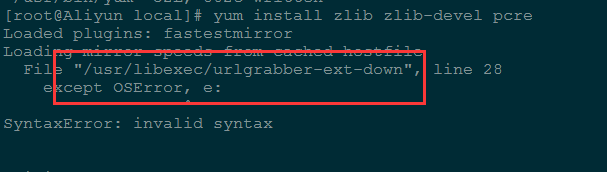 [root@Aliyun local]# yum install zlib zlib-devel pcre
Loaded plugins: fastestmirror
Loading mirror speeds from cached hostfile
File "/usr/libexec/urlgrabber-ext-down", line 28
except OSError, e:
^
SyntaxError: invalid syntax